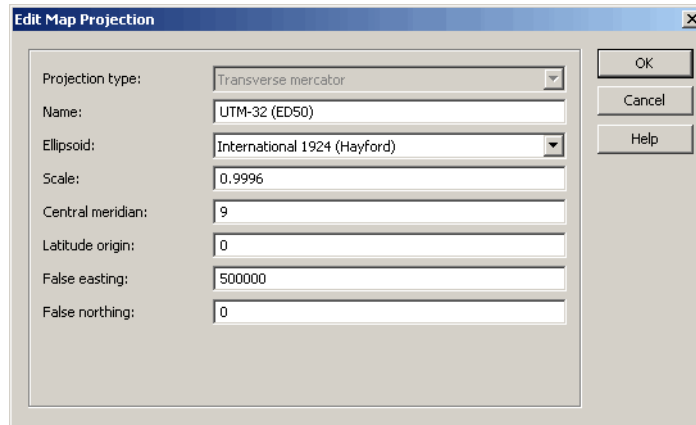 Edit Map Projection
Projection type: Transverse mercator
Name: UTM-32 (ED50)
Ellipsoid: International 1924 (Hayford)
Scale: 0.9996
Central meridian: 9
Latitude origin: 0
False easting: 500000
False northing: 0
OK
Cancel
Help